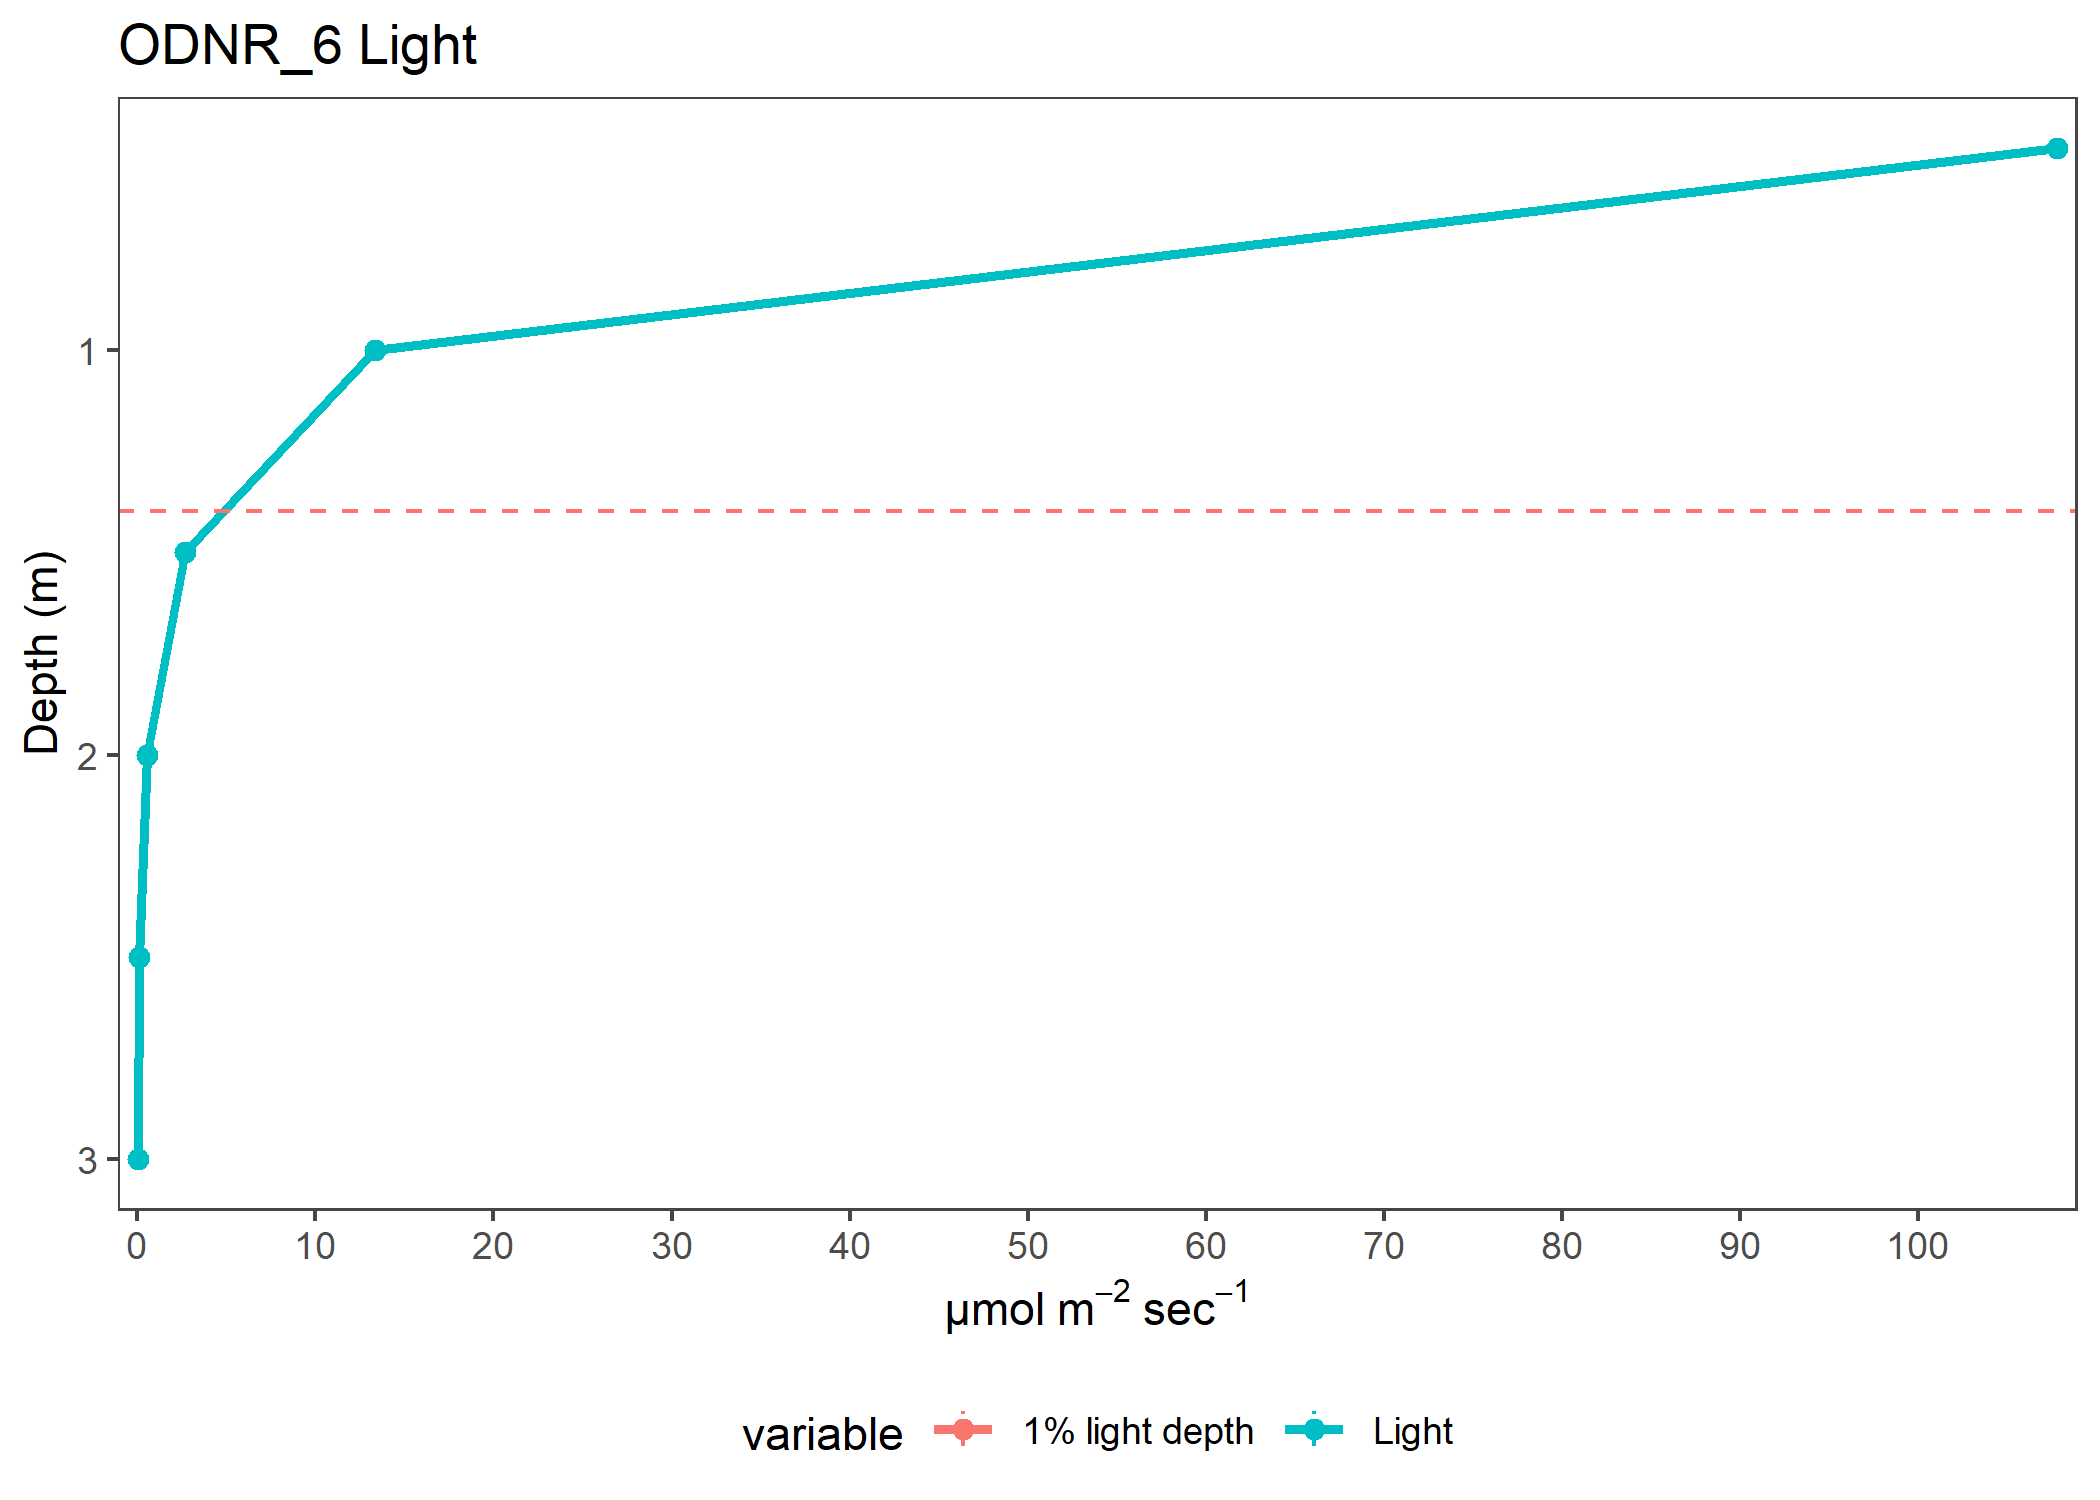 ODNR_6 Light
Depth (m)
1
2
3
0 10 20 30 40 50 60 70 80 90 100
µmol m⁻² sec⁻¹
variable 1% light depth Light